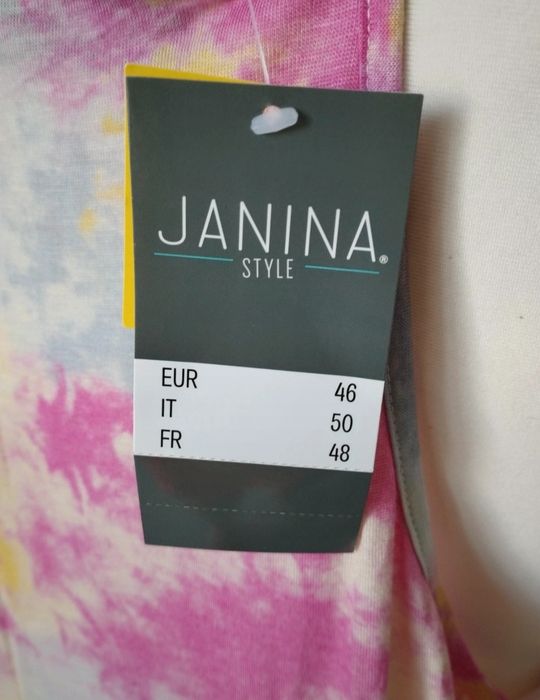 JANINA®
STYLE
EUR 46
IT 50
FR 48